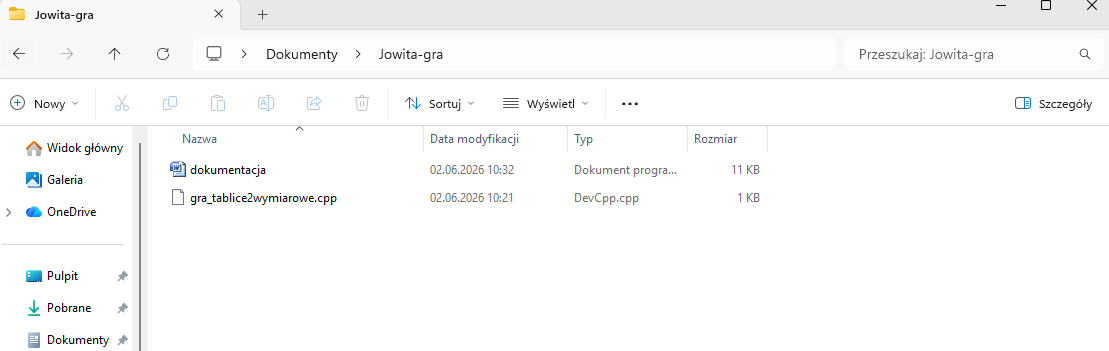 Jowita-gra
Dokumenty > Jowita-gra
Przeszukaj: Jowita-gra
Nowy Sortuj Wyświetl Szczegóły
Nazwa Data modyfikacji Typ Rozmiar
Widok główny
Galeria
OneDrive
Pulpit
Pobrane
Dokumenty
dokumentacja 02.06.2026 10:32 Dokument progra... 11 KB
gra_tablice2wymiarowe.cpp 02.06.2026 10:21 DevCpp.cpp 1 KB